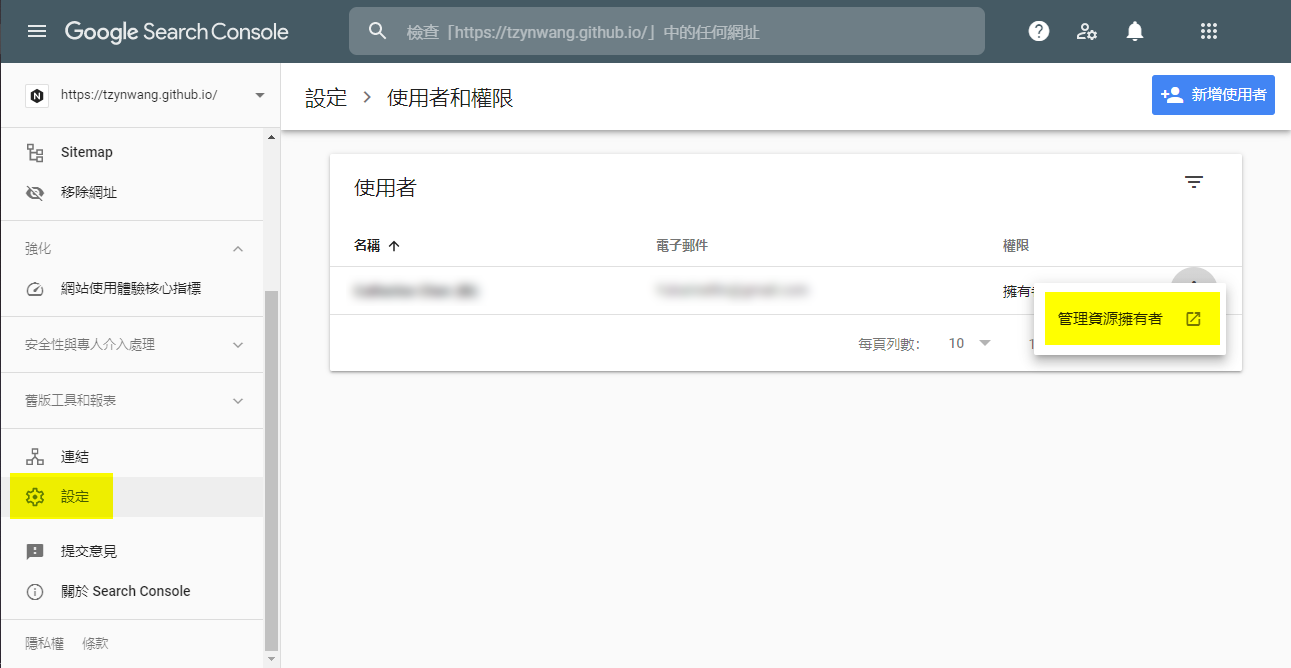 Google Search Console
檢查「https://tzynwang.github.io/」中的任何網址
https://tzynwang.github.io/
Sitemap
移除網址
強化
網站使用體驗核心指標
安全性與專人介入處理
舊版工具和報表
連結
設定
提交意見
關於 Search Console
隱私權 條款
設定 > 使用者和權限
新增使用者
使用者
名稱 電子郵件 權限
擁有
管理資源擁有者
每頁列數: 10 1